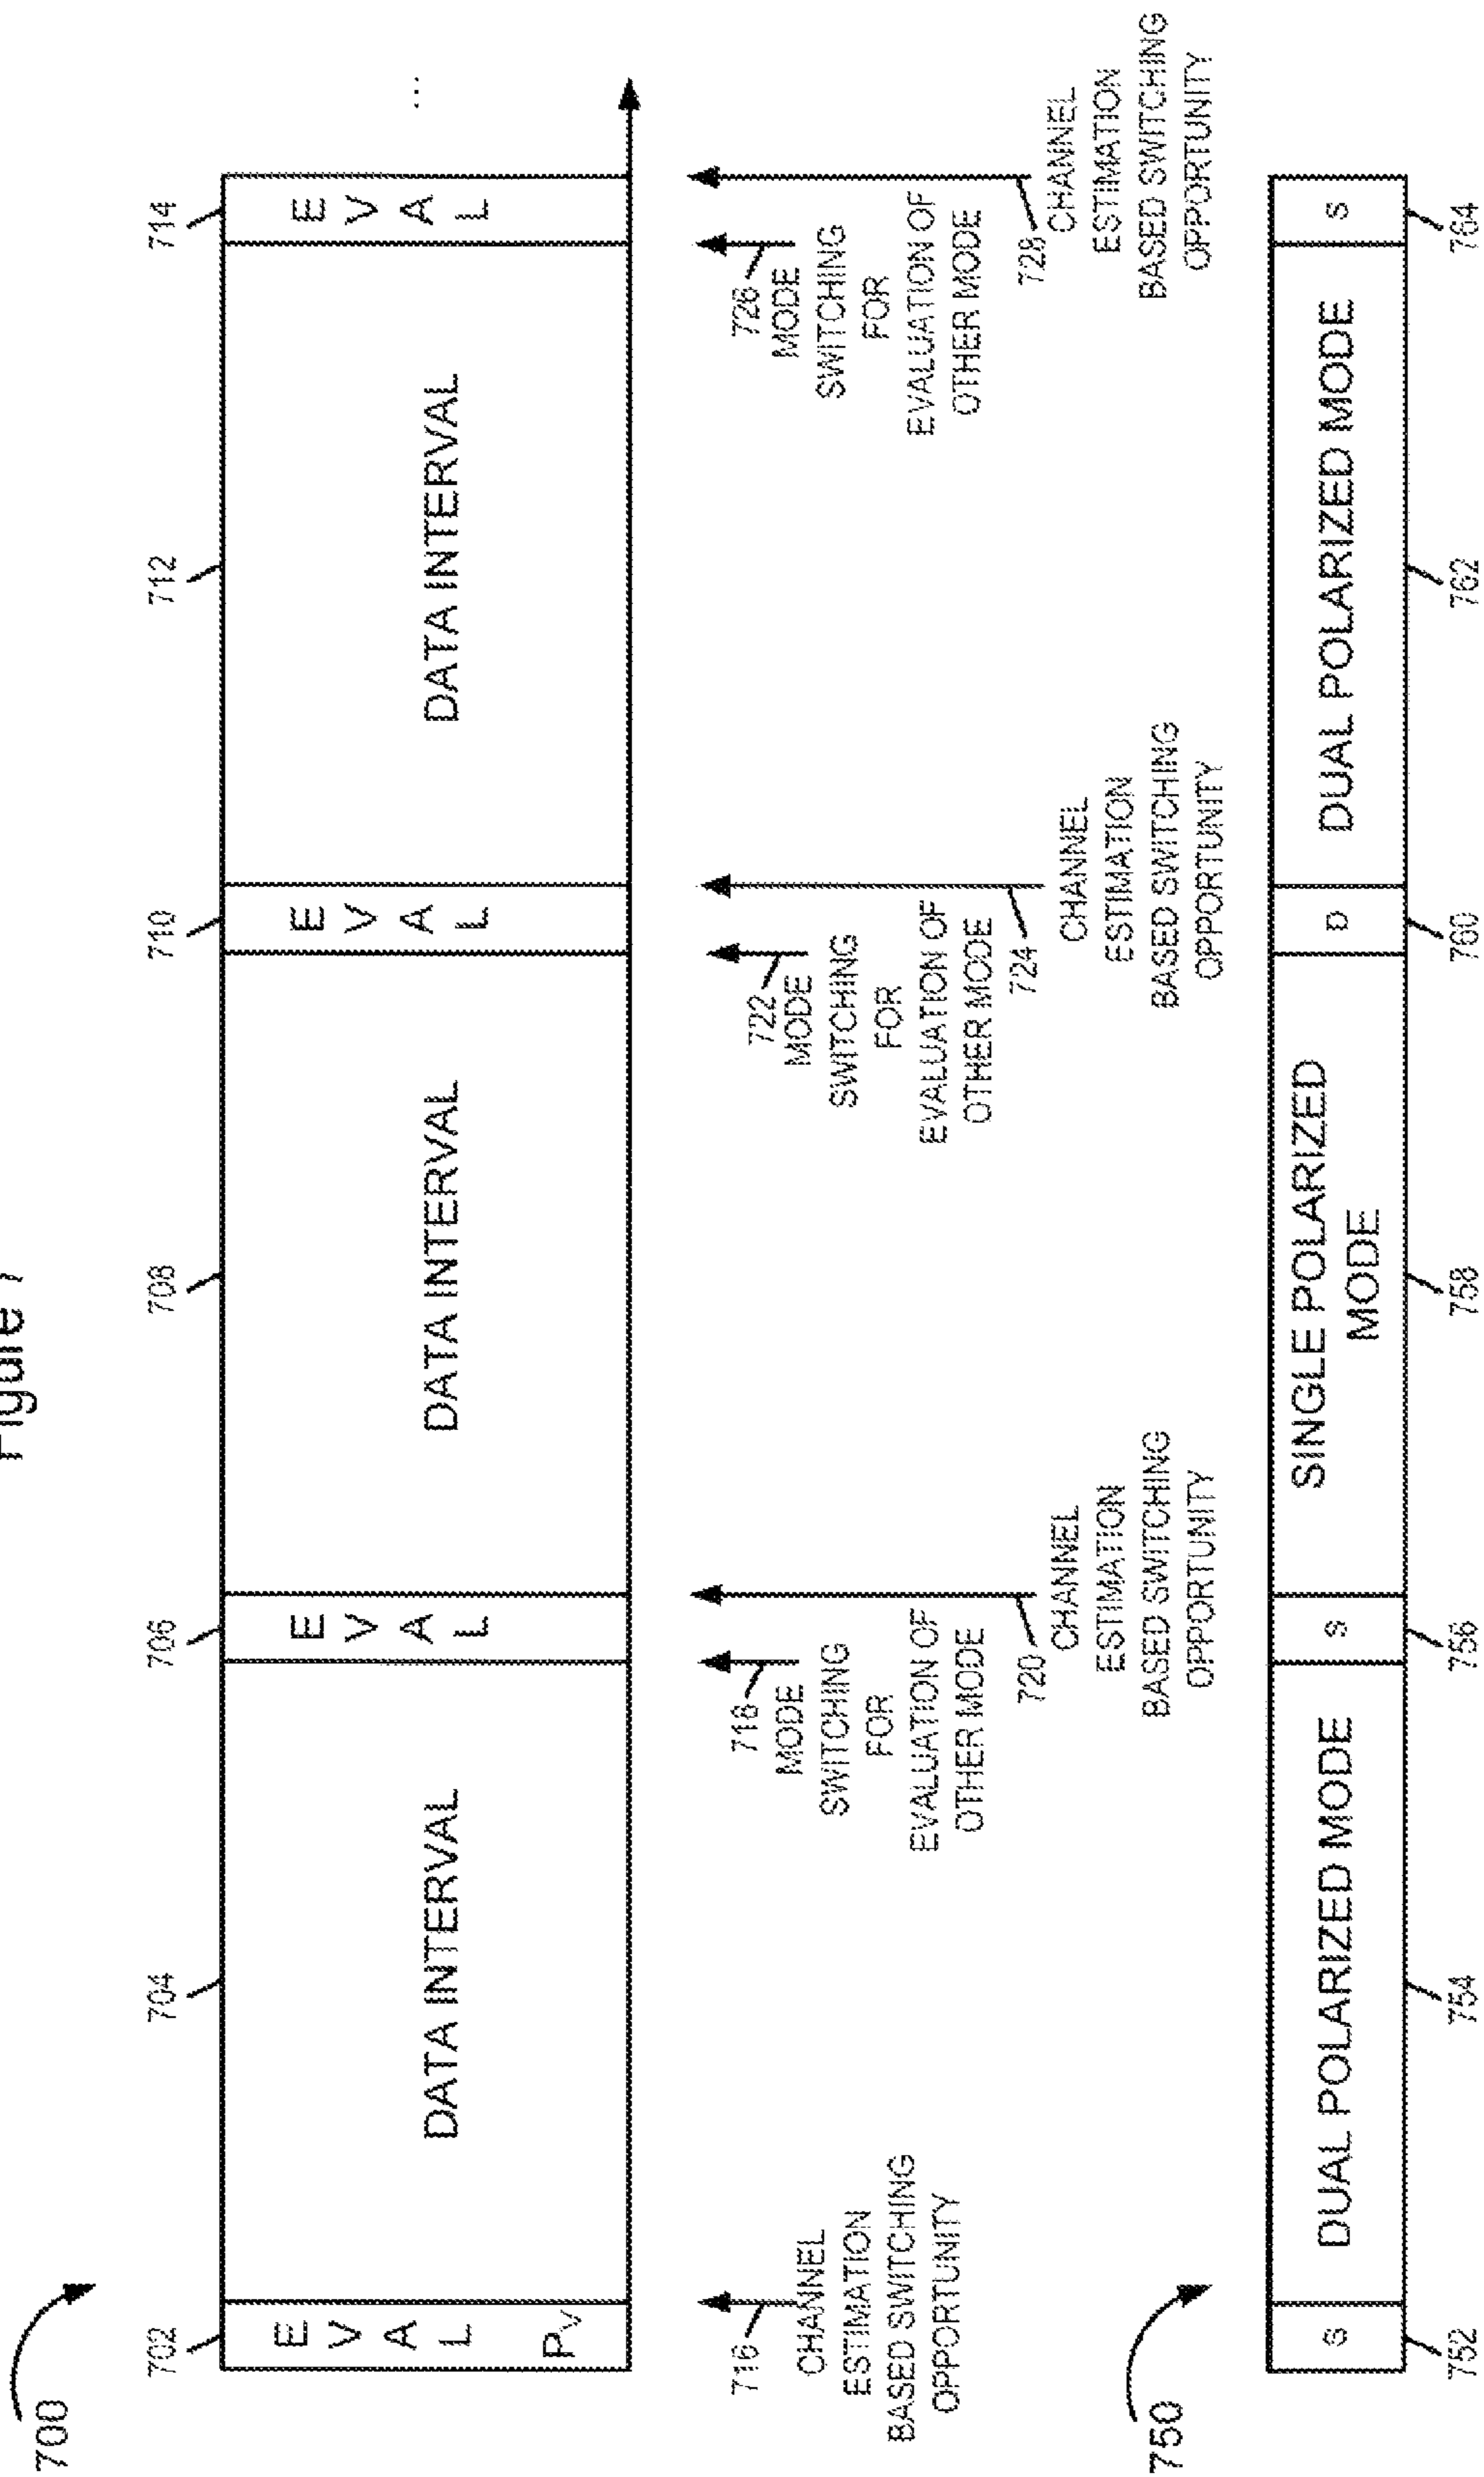 Figure 7
700
702
704
706
708
710
712
714
EVAL
PV
DATA INTERVAL
EVAL
DATA INTERVAL
EVAL
DATA INTERVAL
EVAL
...
716
CHANNEL
ESTIMATION
BASED SWITCHING
OPPORTUNITY
718
MODE
SWITCHING
FOR
EVALUATION OF
OTHER MODE
720
CHANNEL
ESTIMATION
BASED SWITCHING
OPPORTUNITY
722
MODE
SWITCHING
FOR
EVALUATION OF
OTHER MODE
724
CHANNEL
ESTIMATION
BASED SWITCHING
OPPORTUNITY
726
MODE
SWITCHING
FOR
EVALUATION OF
OTHER MODE
728
CHANNEL
ESTIMATION
BASED SWITCHING
OPPORTUNITY
750
S
DUAL POLARIZED MODE
S
SINGLE POLARIZED
MODE
D
DUAL POLARIZED MODE
S
752
754
756
758
760
762
764